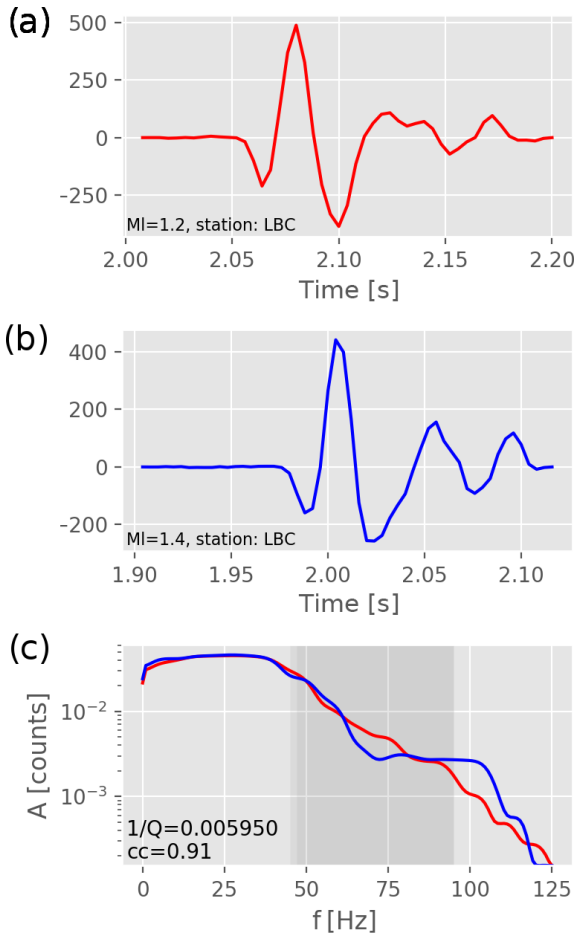 (a)
500
250
0
-250
Ml=1.2, station: LBC
2.00 2.05 2.10 2.15 2.20
Time [s]
(b)
400
200
0
-200
Ml=1.4, station: LBC
1.90 1.95 2.00 2.05 2.10
Time [s]
(c)
10⁻²
10⁻³
A [counts]
1/Q=0.005950
cc=0.91
0 25 50 75 100 125
f [Hz]